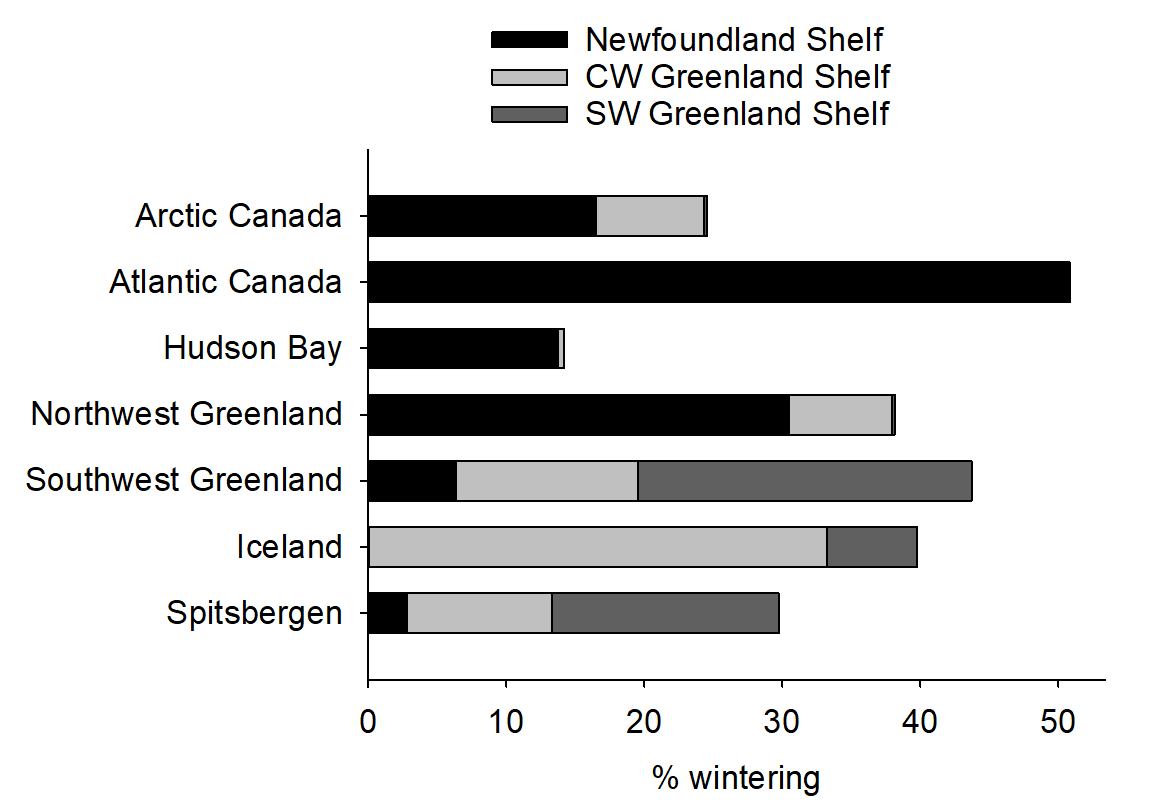 Newfoundland Shelf
CW Greenland Shelf
SW Greenland Shelf
Arctic Canada
Atlantic Canada
Hudson Bay
Northwest Greenland
Southwest Greenland
Iceland
Spitsbergen
0 10 20 30 40 50
% wintering